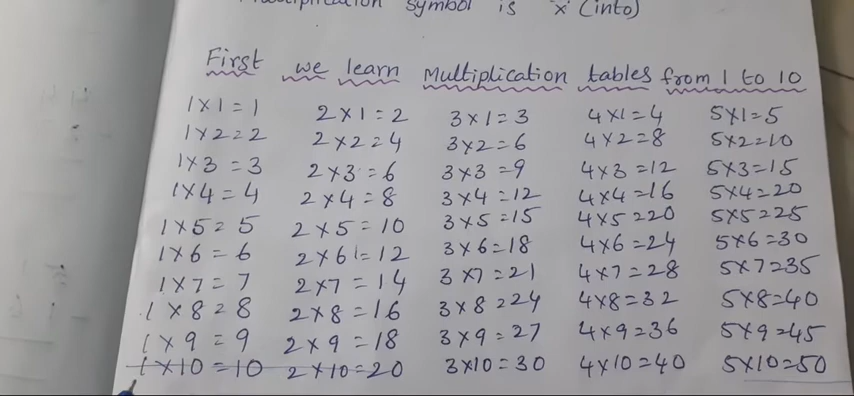 Multiplication symbol is x (into)
First we learn Multiplication tables from 1 to 10
1x1=1 2x1=2 3x1=3 4x1=4 5x1=5
1x2=2 2x2=4 3x2=6 4x2=8 5x2=10
1x3=3 2x3=6 3x3=9 4x3=12 5x3=15
1x4=4 2x4=8 3x4=12 4x4=16 5x4=20
1x5=5 2x5=10 3x5=15 4x5=20 5x5=25
1x6=6 2x6=12 3x6=18 4x6=24 5x6=30
1x7=7 2x7=14 3x7=21 4x7=28 5x7=35
1x8=8 2x8=16 3x8=24 4x8=32 5x8=40
1x9=9 2x9=18 3x9=27 4x9=36 5x9=45
1x10=10 2x10=20 3x10=30 4x10=40 5x10=50